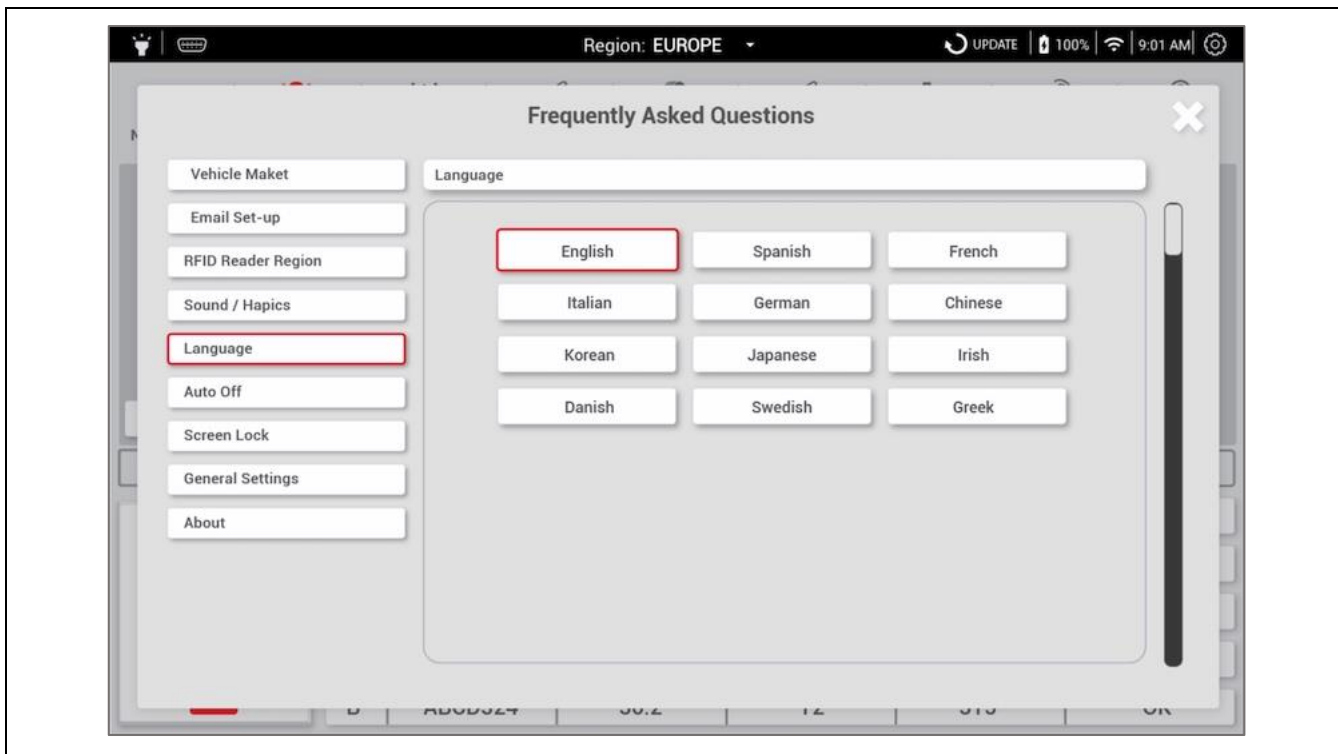 Region: EUROPE
UPDATE 100% 9:01 AM
Frequently Asked Questions
Vehicle Maket
Language
Email Set-up
RFID Reader Region
Sound / Hapics
Language
Auto Off
Screen Lock
General Settings
About
English Spanish French
Italian German Chinese
Korean Japanese Irish
Danish Swedish Greek